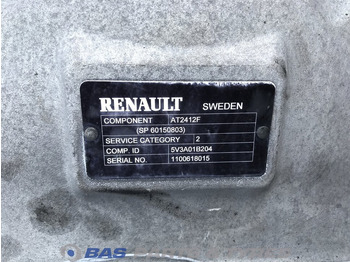 RENAULT SWEDEN
COMPONENT AT2412F
(SP 60150803)
SERVICE CATEGORY 2
COMP. ID 5V3A01B204
SERIAL NO. 1100618015
BAS